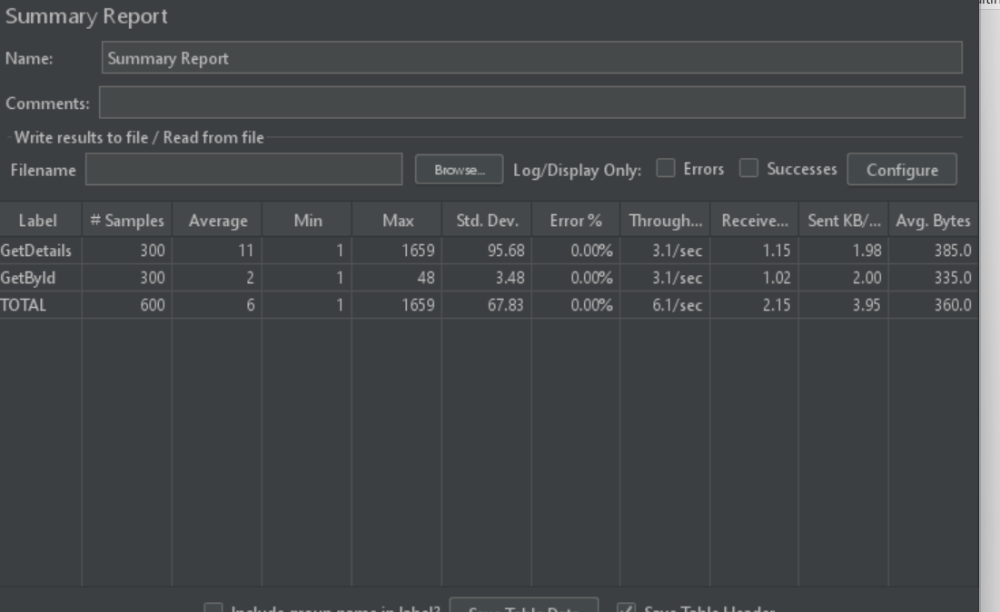 Summary Report
Name: Summary Report
Comments:
Write results to file / Read from file
Filename Browse... Log/Display Only: Errors Successes Configure
Label # Samples Average Min Max Std. Dev. Error % Through... Receive... Sent KB/... Avg. Bytes
GetDetails 300 11 1 1659 95.68 0.00% 3.1/sec 1.15 1.98 385.0
GetById 300 2 1 48 3.48 0.00% 3.1/sec 1.02 2.00 335.0
TOTAL 600 6 1 1659 67.83 0.00% 6.1/sec 2.15 3.95 360.0
Include group name in label? Save Table Data Save Table Header